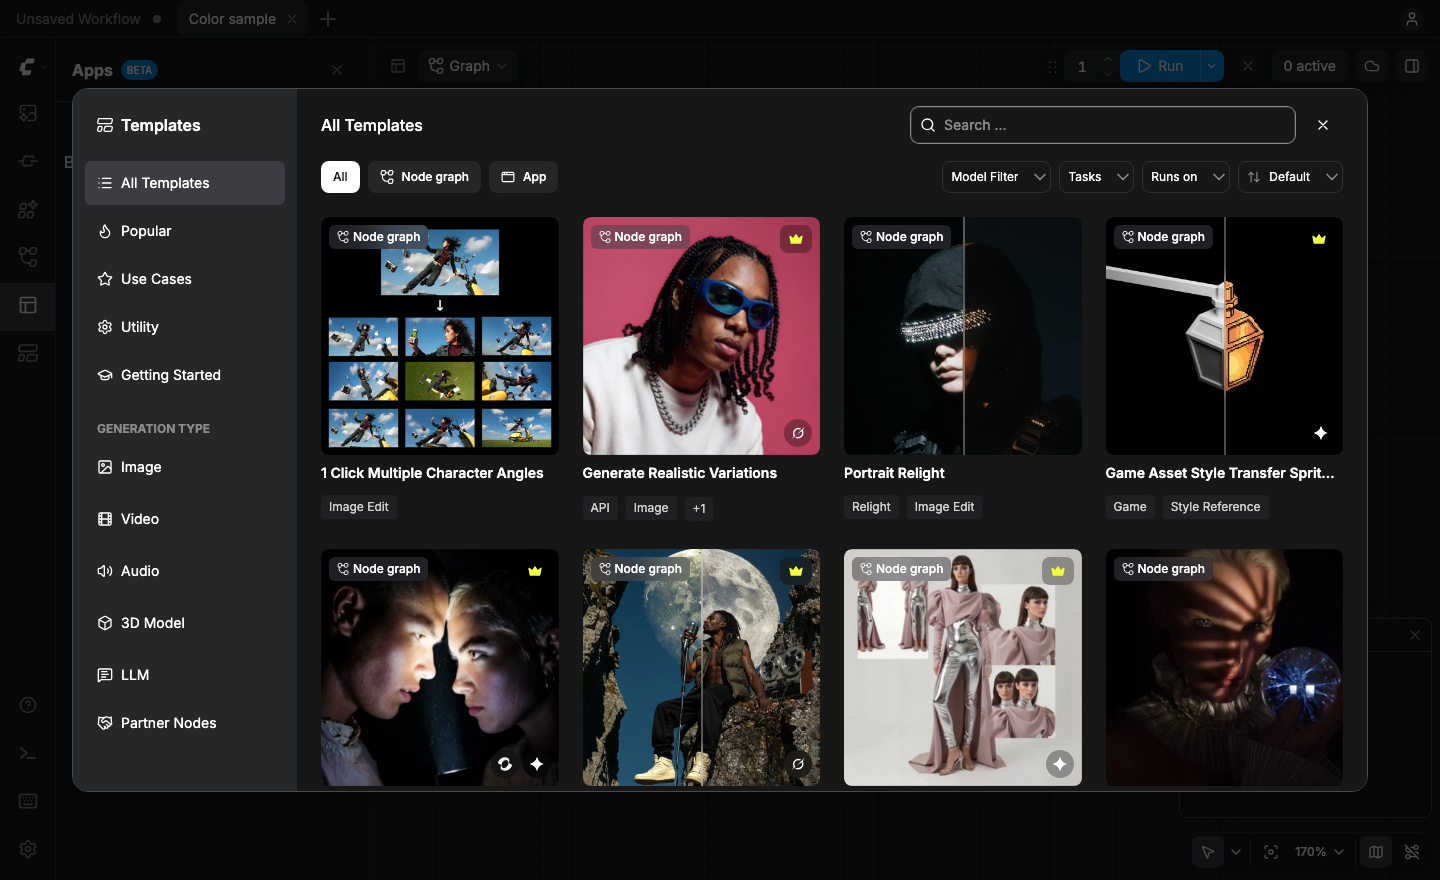 Unsaved Workflow
Color sample
Apps
BETA
Graph
1
Run
0 active
Templates
All Templates
Popular
Use Cases
Utility
Getting Started
GENERATION TYPE
Image
Video
Audio
3D Model
LLM
Partner Nodes
All Templates
Search ...
All
Node graph
App
Model Filter
Tasks
Runs on
Default
Node graph
Node graph
Node graph
Node graph
1 Click Multiple Character Angles
Generate Realistic Variations
Portrait Relight
Game Asset Style Transfer Sprit...
Image Edit
API
Image
+1
Relight
Image Edit
Game
Style Reference
Node graph
Node graph
Node graph
Node graph
170%